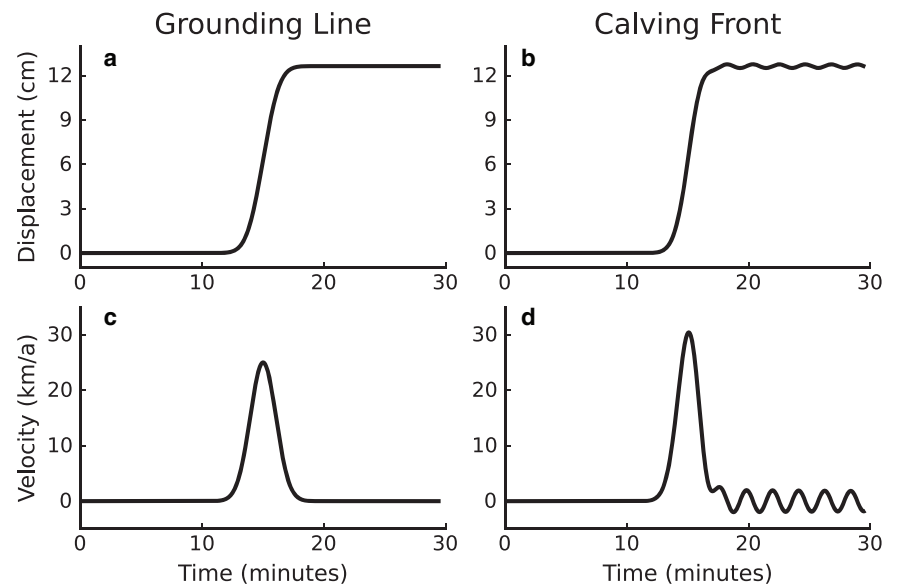 Grounding Line Calving Front
a b
Displacement (cm)
12 9 6 3 0
12 9 6 3 0
0 10 20 30 0 10 20 30
c d
Velocity (km/a)
30 20 10 0
30 20 10 0
0 10 20 30 0 10 20 30
Time (minutes) Time (minutes)